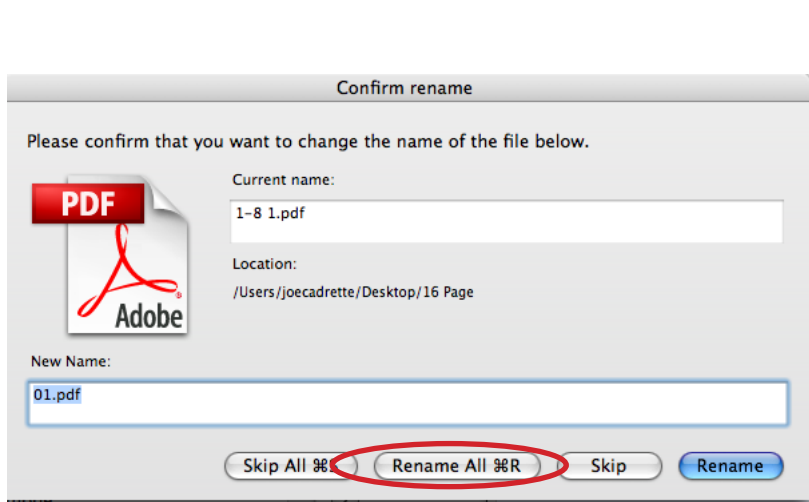 Confirm rename
Please confirm that you want to change the name of the file below.
PDF
Adobe
Current name:
1-8 1.pdf
Location:
/Users/joecadrette/Desktop/16 Page
New Name:
01.pdf
Skip All ⌘S Rename All ⌘R Skip Rename